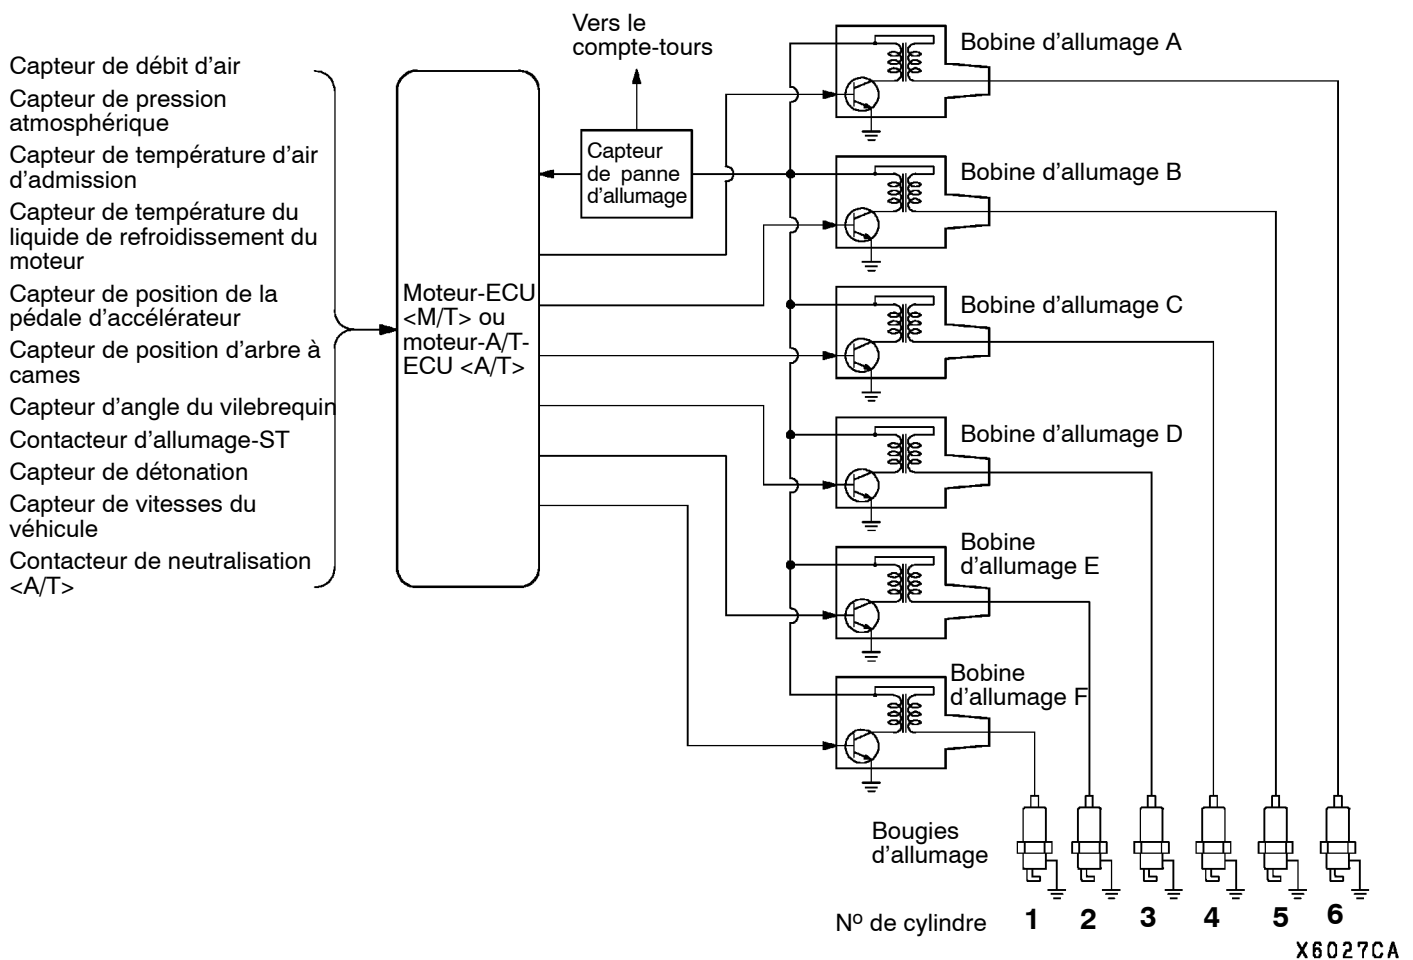 Capteur de débit d'air
Capteur de pression
atmosphérique
Capteur de température d'air
d'admission
Capteur de température du
liquide de refroidissement du
moteur
Capteur de position de la
pédale d'accélérateur
Capteur de position d'arbre à
cames
Capteur d'angle du vilebrequin
Contacteur d'allumage-ST
Capteur de détonation
Capteur de vitesses du
véhicule
Contacteur de neutralisation
<A/T>
Moteur-ECU
<M/T> ou
moteur-A/T-
ECU <A/T>
Vers le
compte-tours
Capteur
de panne
d'allumage
Bobine d'allumage A
Bobine d'allumage B
Bobine d'allumage C
Bobine d'allumage D
Bobine
d'allumage E
Bobine
d'allumage F
Bougies
d'allumage
Nº de cylindre 1 2 3 4 5 6
X6027CA